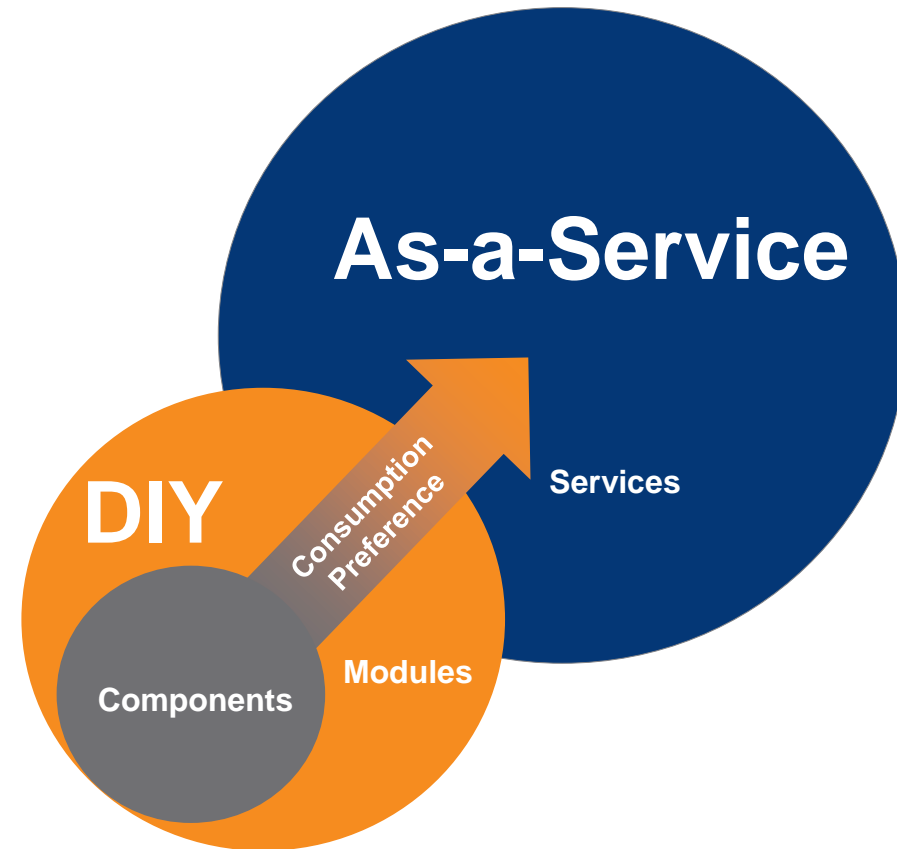 As-a-Service
Consumption
Preference
Services
DIY
Modules
Components